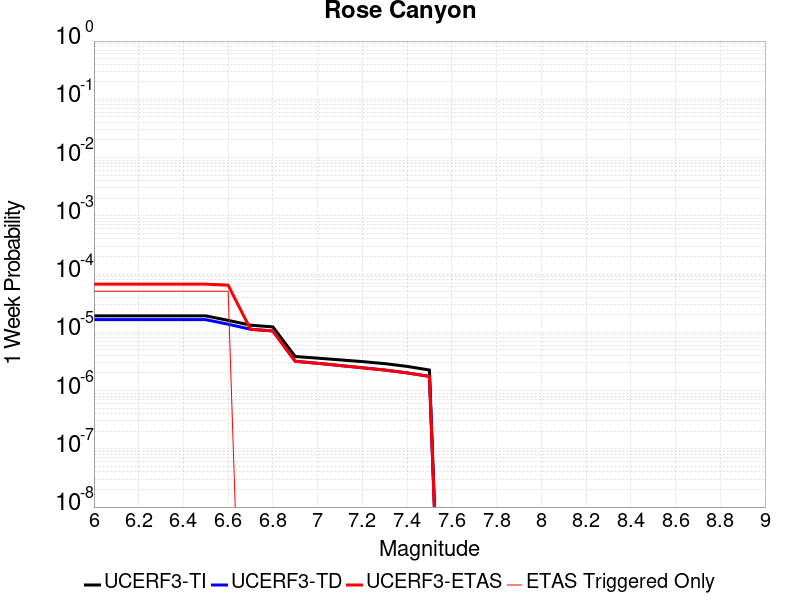 Rose Canyon
10^0
10^-1
10^-2
10^-3
10^-4
10^-5
10^-6
10^-7
10^-8
1 Week Probability
6 6.2 6.4 6.6 6.8 7 7.2 7.4 7.6 7.8 8 8.2 8.4 8.6 8.8 9
Magnitude
UCERF3-TI UCERF3-TD UCERF3-ETAS ETAS Triggered Only